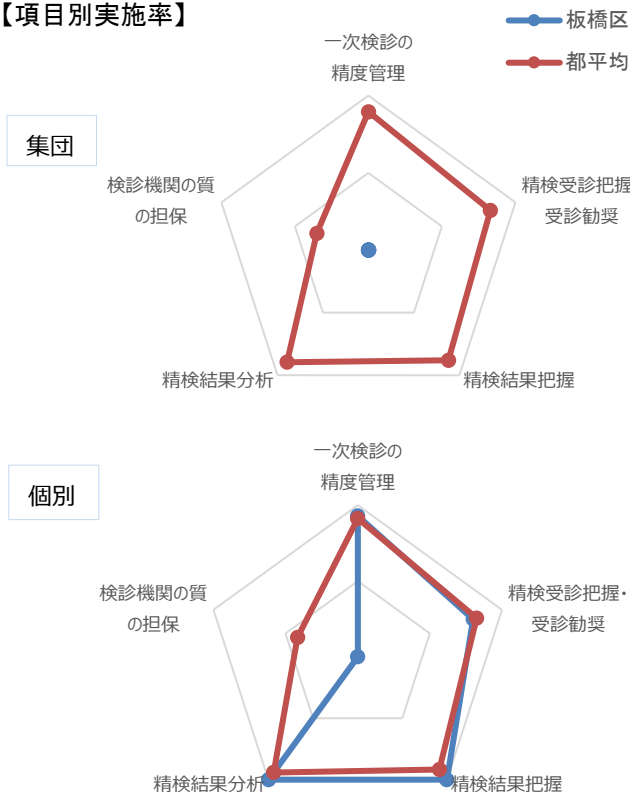 【項目別実施率】
板橋区
都平均
集団
一次検診の
精度管理
精検受診把握
受診勧奨
精検結果把握
精検結果分析
検診機関の質
の担保
個別
一次検診の
精度管理
精検受診把握・
受診勧奨
精検結果把握
精検結果分析
検診機関の質
の担保